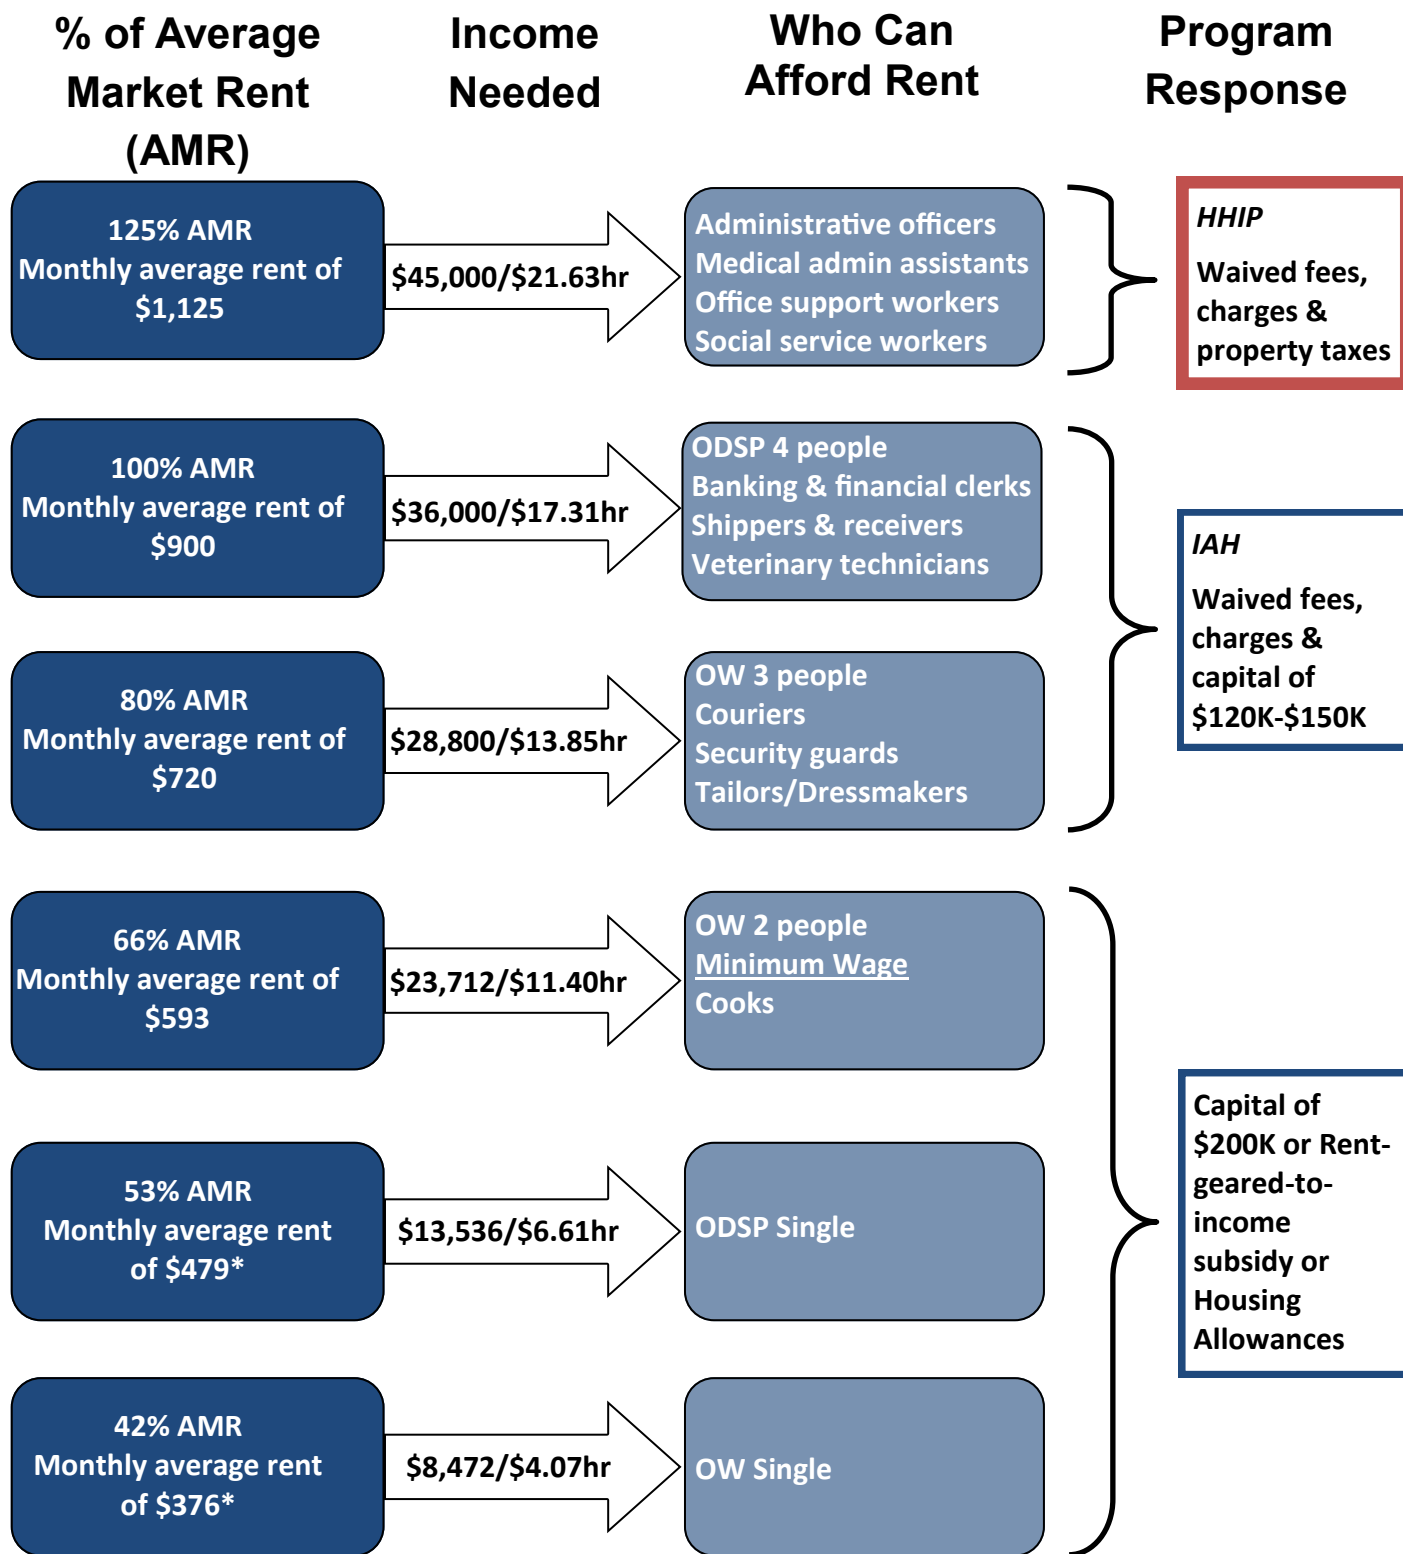 % of Average
Market Rent
(AMR)
Income
Needed
Who Can
Afford Rent
Program
Response
125% AMR
Monthly average rent of
$1,125
$45,000/$21.63hr
Administrative officers
Medical admin assistants
Office support workers
Social service workers
HHIP
Waived fees,
charges &
property taxes
100% AMR
Monthly average rent of
$900
$36,000/$17.31hr
ODSP 4 people
Banking & financial clerks
Shippers & receivers
Veterinary technicians
80% AMR
Monthly average rent of
$720
$28,800/$13.85hr
OW 3 people
Couriers
Security guards
Tailors/Dressmakers
IAH
Waived fees,
charges &
capital of
$120K-$150K
66% AMR
Monthly average rent of
$593
$23,712/$11.40hr
OW 2 people
Minimum Wage
Cooks
53% AMR
Monthly average rent
of $479*
$13,536/$6.61hr
ODSP Single
42% AMR
Monthly average rent
of $376*
$8,472/$4.07hr
OW Single
Capital of
$200K or Rent-
geared-to-
income
subsidy or
Housing
Allowances